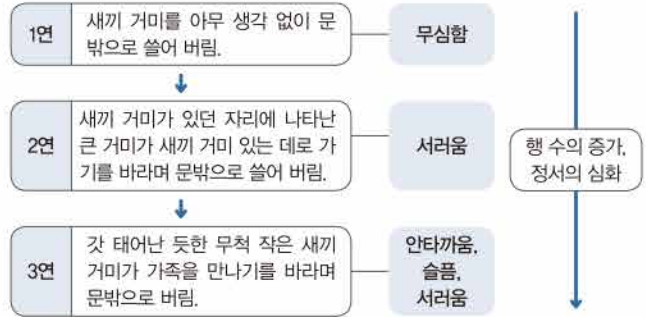 1연
새끼 거미를 아무 생각 없이 문
밖으로 쓸어 버림.
무심함
2연
새끼 거미가 있던 자리에 나타난
큰 거미가 새끼 거미 있는 데로 가
기를 바라며 문밖으로 쓸어 버림.
서러움
3연
갓 태어난 듯한 무척 작은 새끼
거미가 가족을 만나기를 바라며
문밖으로 버림.
안타까움,
슬픔,
서러움
행 수의 증가,
정서의 심화